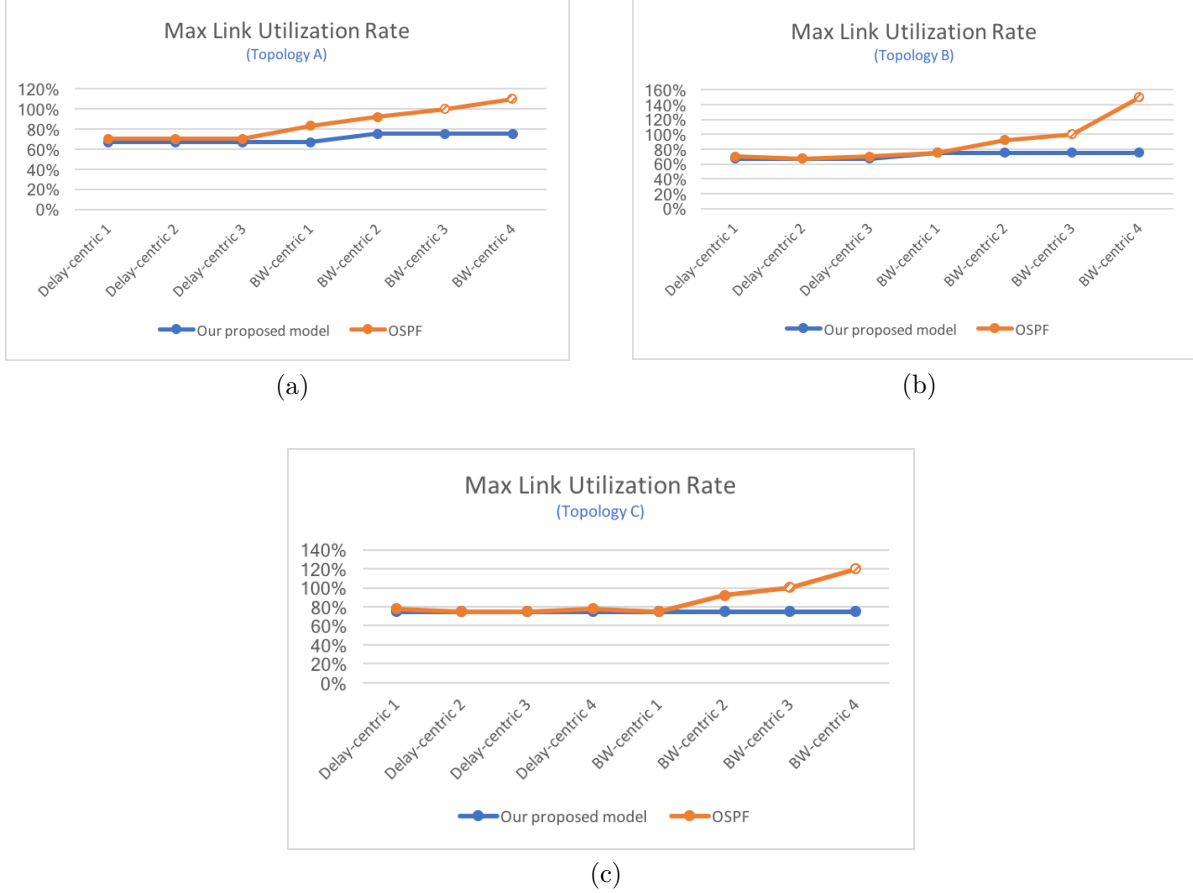 Max Link Utilization Rate
(Topology A)
120%
100%
80%
60%
40%
20%
0%
Delay-centric 1
Delay-centric 2
Delay-centric 3
BW-centric 1
BW-centric 2
BW-centric 3
BW-centric 4
Our proposed model OSPF
(a)
Max Link Utilization Rate
(Topology B)
160%
140%
120%
100%
80%
60%
40%
20%
0%
Delay-centric 1
Delay-centric 2
Delay-centric 3
BW-centric 1
BW-centric 2
BW-centric 3
BW-centric 4
Our proposed model OSPF
(b)
Max Link Utilization Rate
(Topology C)
140%
120%
100%
80%
60%
40%
20%
0%
Delay-centric 1
Delay-centric 2
Delay-centric 3
Delay-centric 4
BW-centric 1
BW-centric 2
BW-centric 3
BW-centric 4
Our proposed model OSPF
(c)